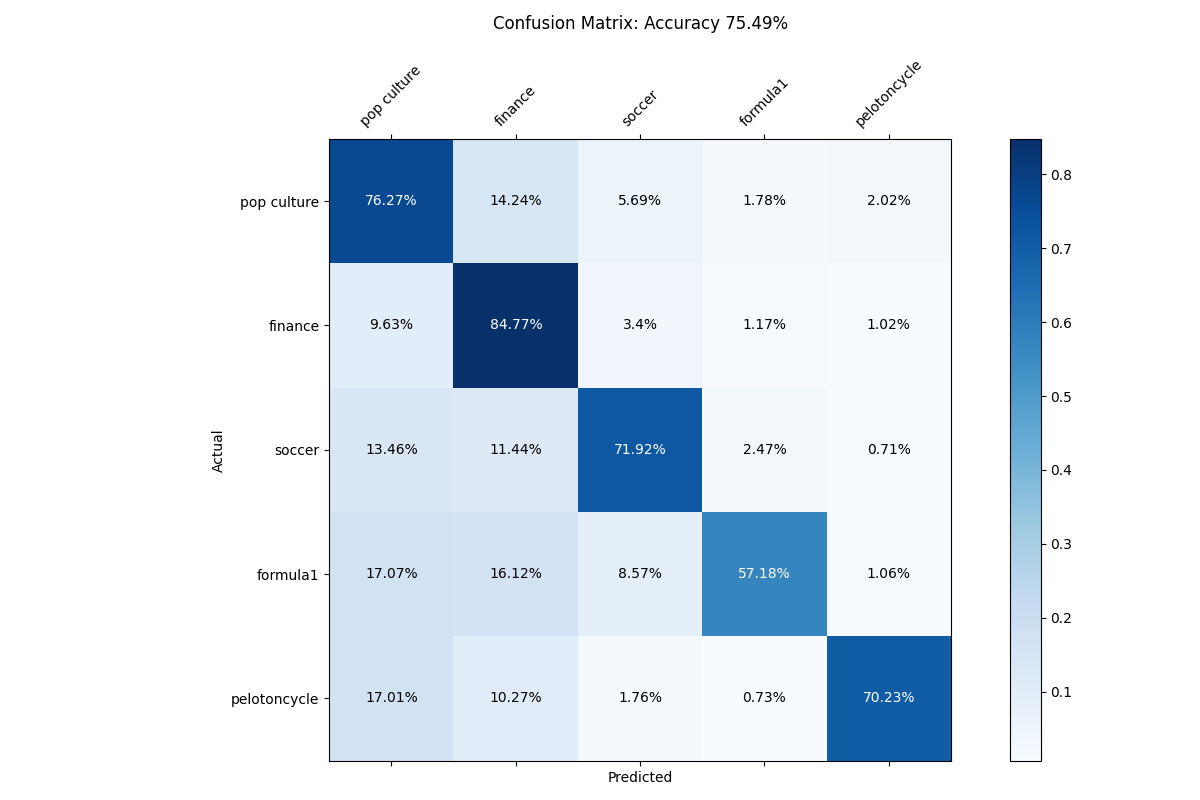 Confusion Matrix: Accuracy 75.49%
pop culture finance soccer formula1 pelotoncycle
pop culture 76.27% 14.24% 5.69% 1.78% 2.02%
finance 9.63% 84.77% 3.4% 1.17% 1.02%
soccer 13.46% 11.44% 71.92% 2.47% 0.71%
formula1 17.07% 16.12% 8.57% 57.18% 1.06%
pelotoncycle 17.01% 10.27% 1.76% 0.73% 70.23%
Actual
Predicted
0.8
0.7
0.6
0.5
0.4
0.3
0.2
0.1